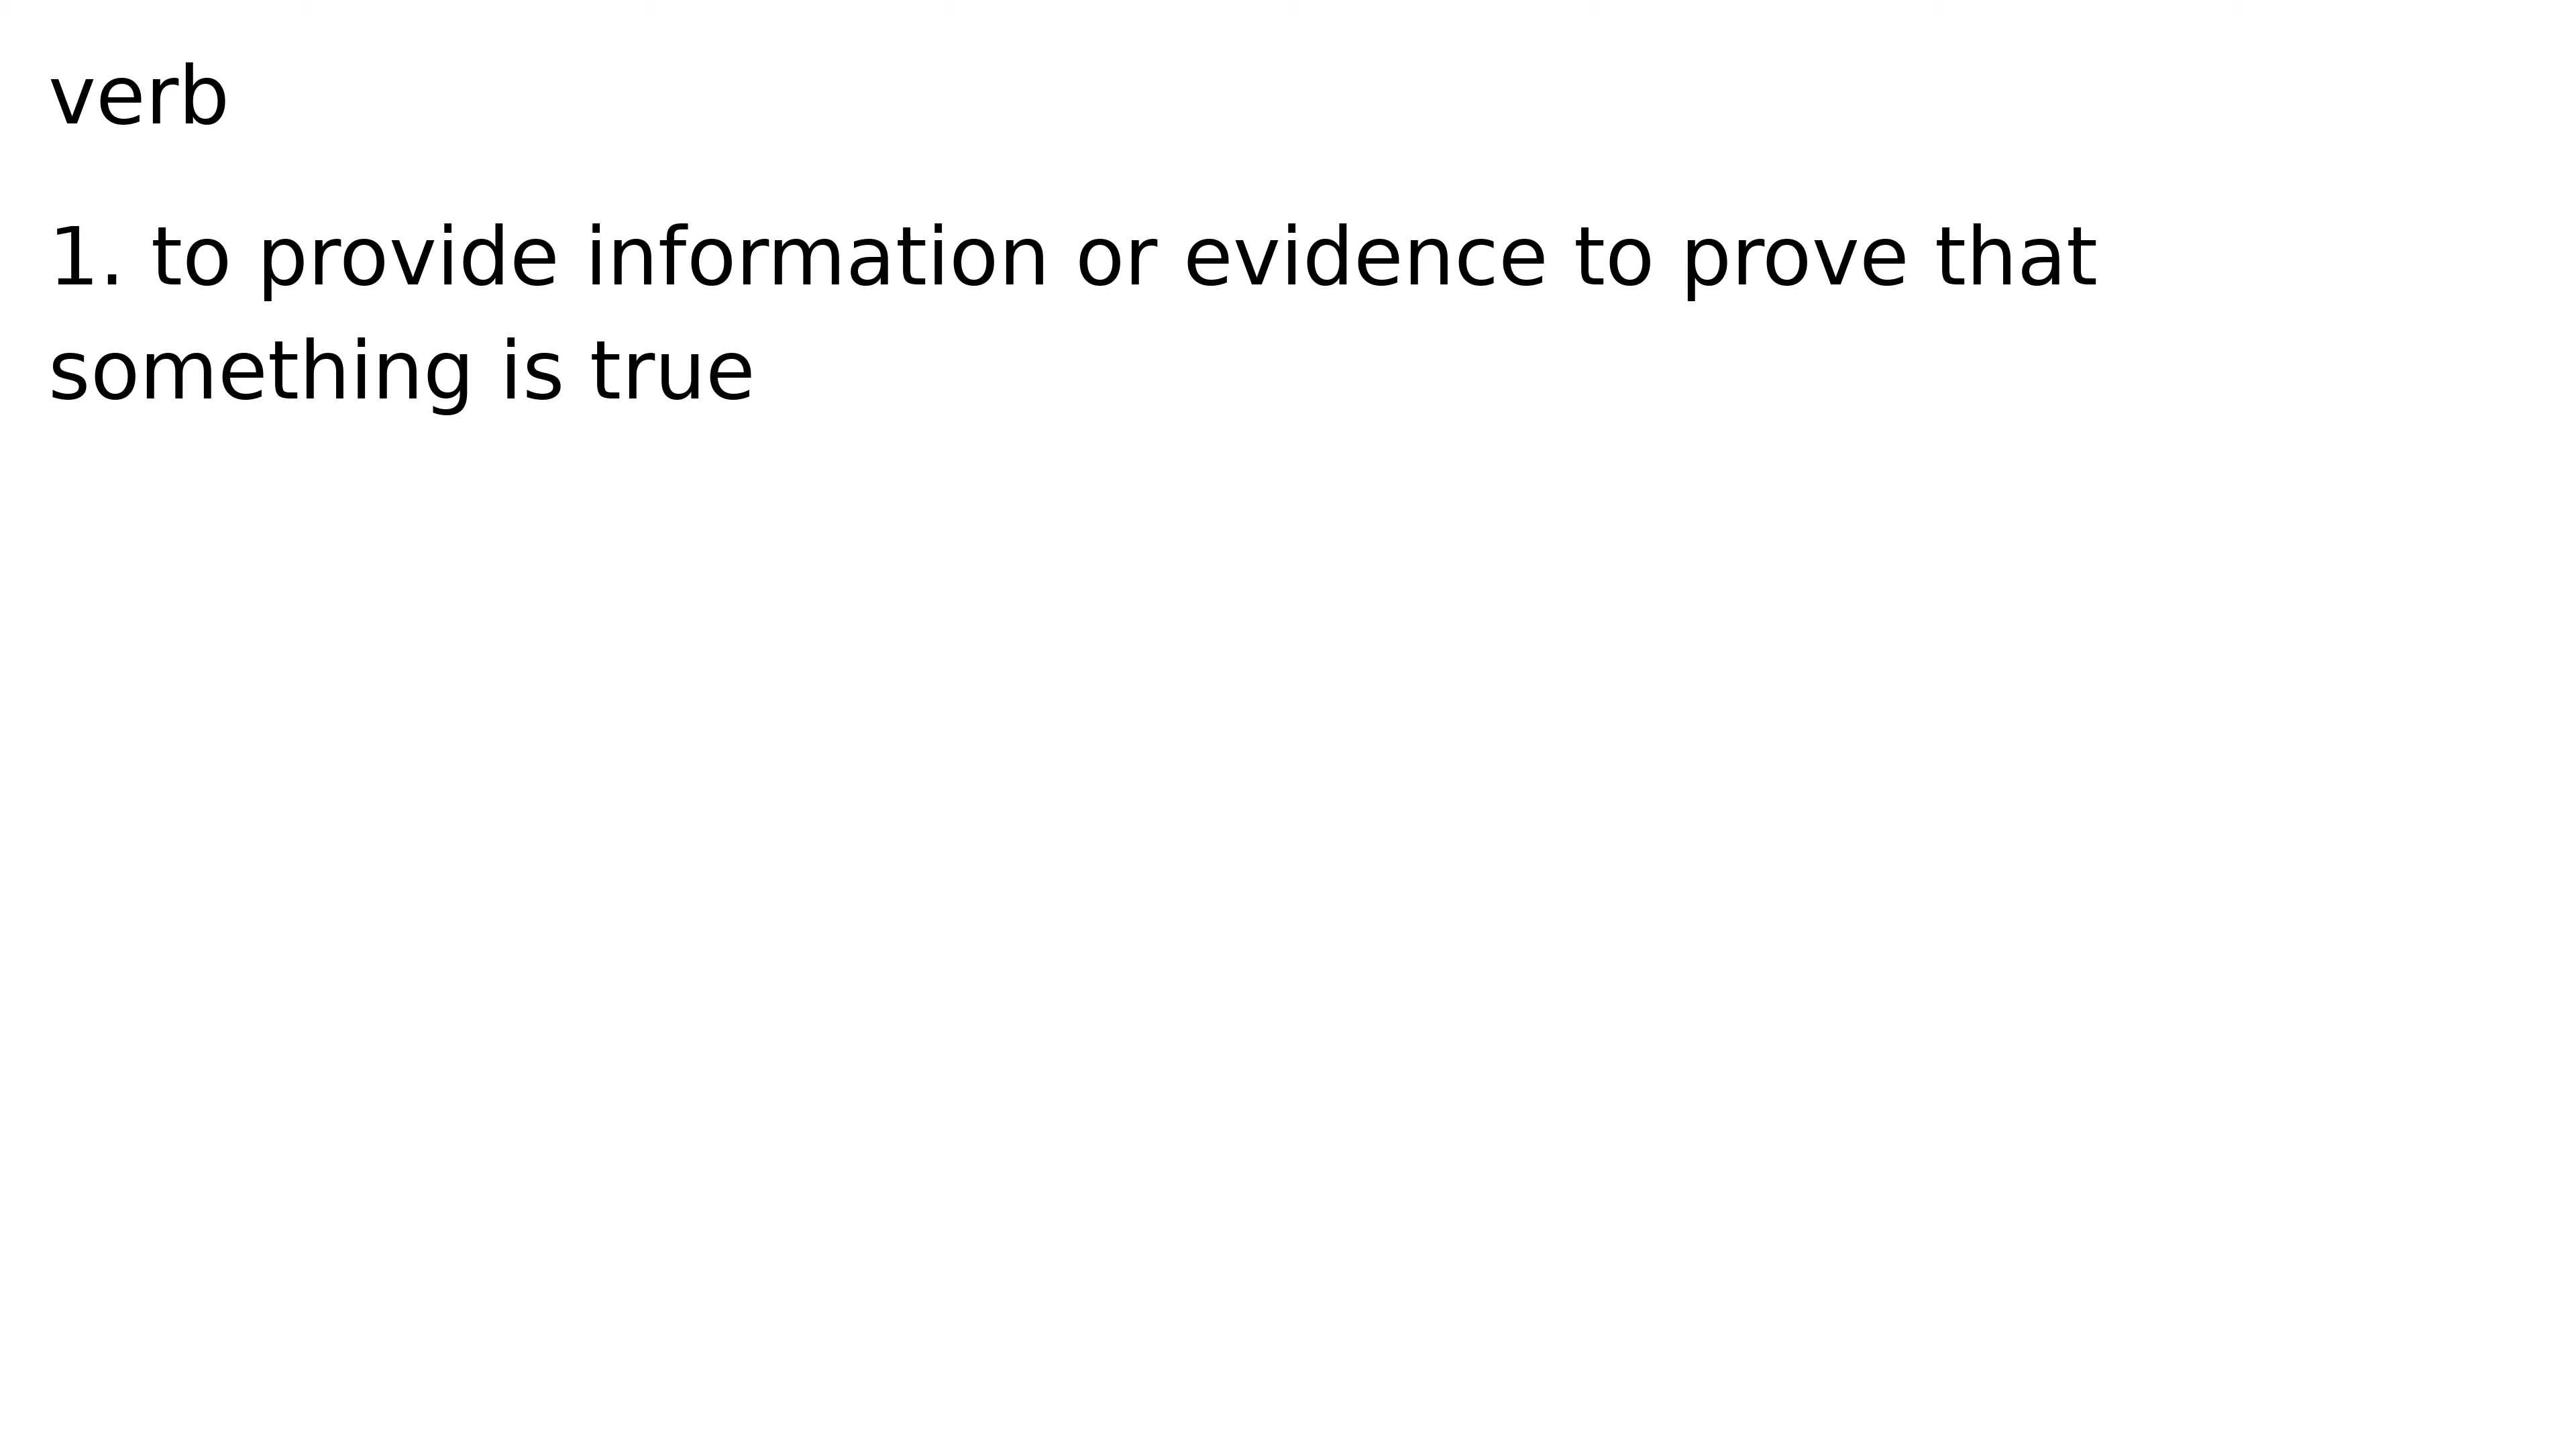 verb
1. to provide information or evidence to prove that
something is true